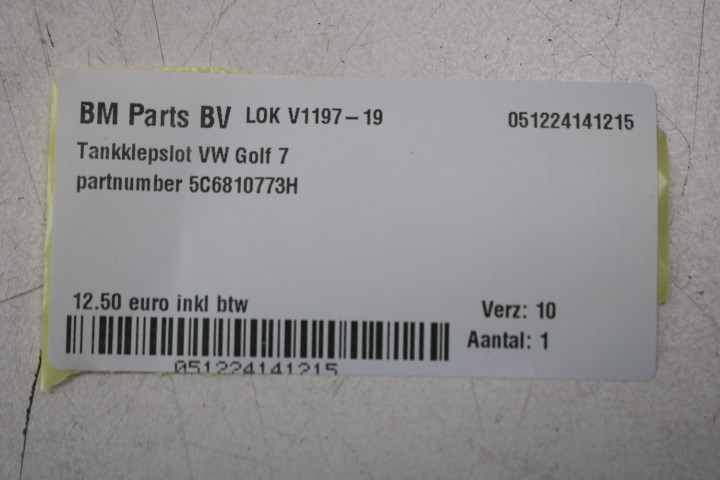 BM Parts BV LOK V1197-19 051224141215
Tankklepslot VW Golf 7
partnumber 5C6810773H
12.50 euro inkl btw Verz: 10
Aantal: 1
051224141215